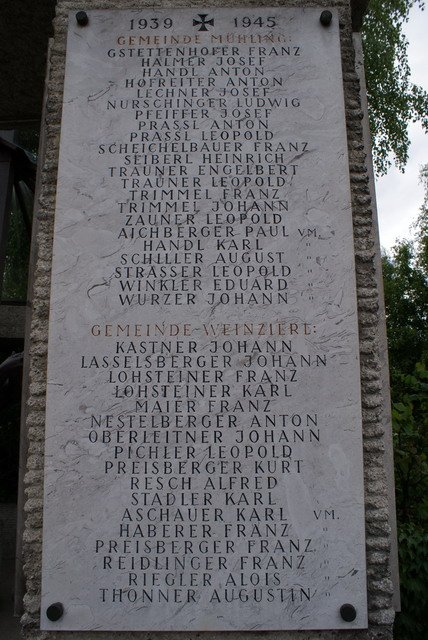 1939 ✠ 1945
GEMEINDE MÜHLING:
GSTETTENHOFER FRANZ
HALMER JOSEF
HANDL ANTON
HOFREITER ANTON
LECHNER JOSEF
NURSCHINGER LUDWIG
PFEIFFER JOSEF
PRASSL ANTON
PRASSL LEOPOLD
SCHEICHELBAUER FRANZ
SEIBERL HEINRICH
TRAUNER ENGELBERT
TRAUNER LEOPOLD
TRIMMEL FRANZ
TRIMMEL JOHANN
ZAUNER LEOPOLD
AICHBERGER PAUL VM.
HANDL KARL "
SCHILLER AUGUST "
STRASSER LEOPOLD "
WINKLER EDUARD "
WURZER JOHANN "
GEMEINDE-WEINZIERL:
KASTNER JOHANN
LASSELSBERGER JOHANN
LOHSTEINER FRANZ
LOHSTEINER KARL
MAIER FRANZ
NESTELBERGER ANTON
OBERLEITNER JOHANN
PICHLER LEOPOLD
PREISBERGER KURT
RESCH ALFRED
STADLER KARL
ASCHAUER KARL VM.
HABERER FRANZ "
PREISBERGER FRANZ "
REIDLINGER FRANZ "
RIEGLER ALOIS "
THONNER AUGUSTIN "